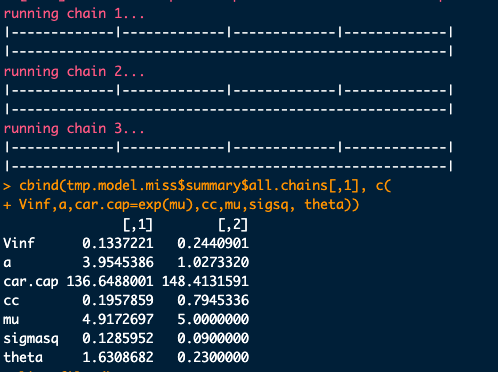 running chain 1...
|-------------|-------------|-------------|-------------|
|-------------------------------------------------------|
running chain 2...
|-------------|-------------|-------------|-------------|
|-------------------------------------------------------|
running chain 3...
|-------------|-------------|-------------|-------------|
|-------------------------------------------------------|
> cbind(tmp.model.miss$summary$all.chains[,1], c(
+ Vinf,a,car.cap=exp(mu),cc,mu,sigsq, theta))
[,1] [,2]
Vinf 0.1337221 0.2440901
a 3.9545386 1.0273320
car.cap 136.6488001 148.4131591
cc 0.1957859 0.7945336
mu 4.9172697 5.0000000
sigmasq 0.1285952 0.0900000
theta 1.6308682 0.2300000